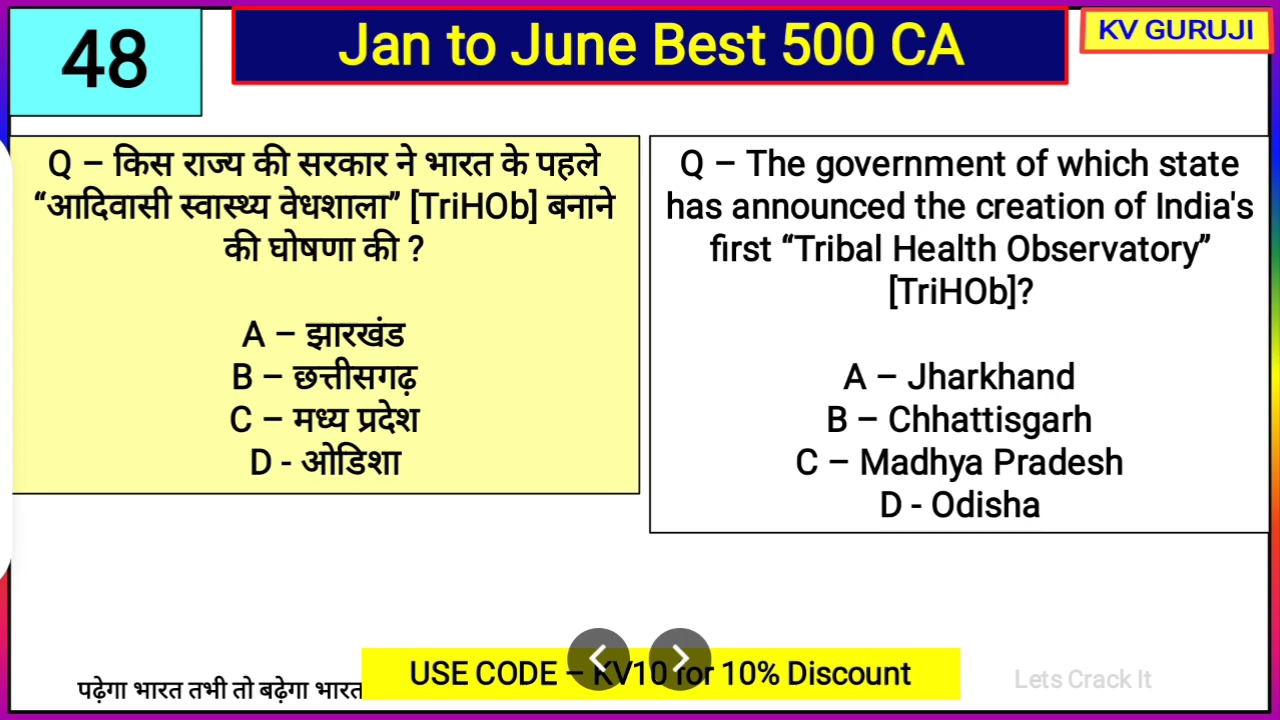 48
Jan to June Best 500 CA
KV GURUJI
Q – किस राज्य की सरकार ने भारत के पहले
“आदिवासी स्वास्थ्य वेधशाला” [TriHOb] बनाने
की घोषणा की ?
A – झारखंड
B – छत्तीसगढ़
C – मध्य प्रदेश
D - ओडिशा
Q – The government of which state
has announced the creation of India's
first “Tribal Health Observatory”
[TriHOb]?
A – Jharkhand
B – Chhattisgarh
C – Madhya Pradesh
D - Odisha
पढ़ेगा भारत तभी तो बढ़ेगा भारत
USE CODE – KV10 for 10% Discount
Lets Crack It